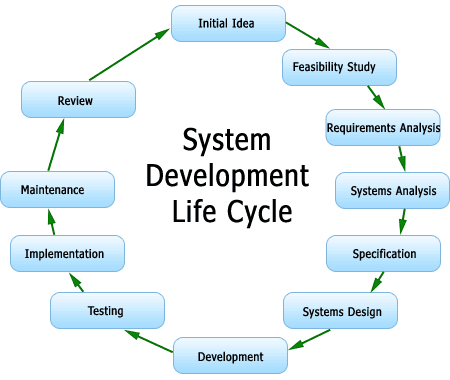 Initial Idea
Feasibility Study
Requirements Analysis
Systems Analysis
Specification
Systems Design
Development
Testing
Implementation
Maintenance
Review
System
Development
Life Cycle